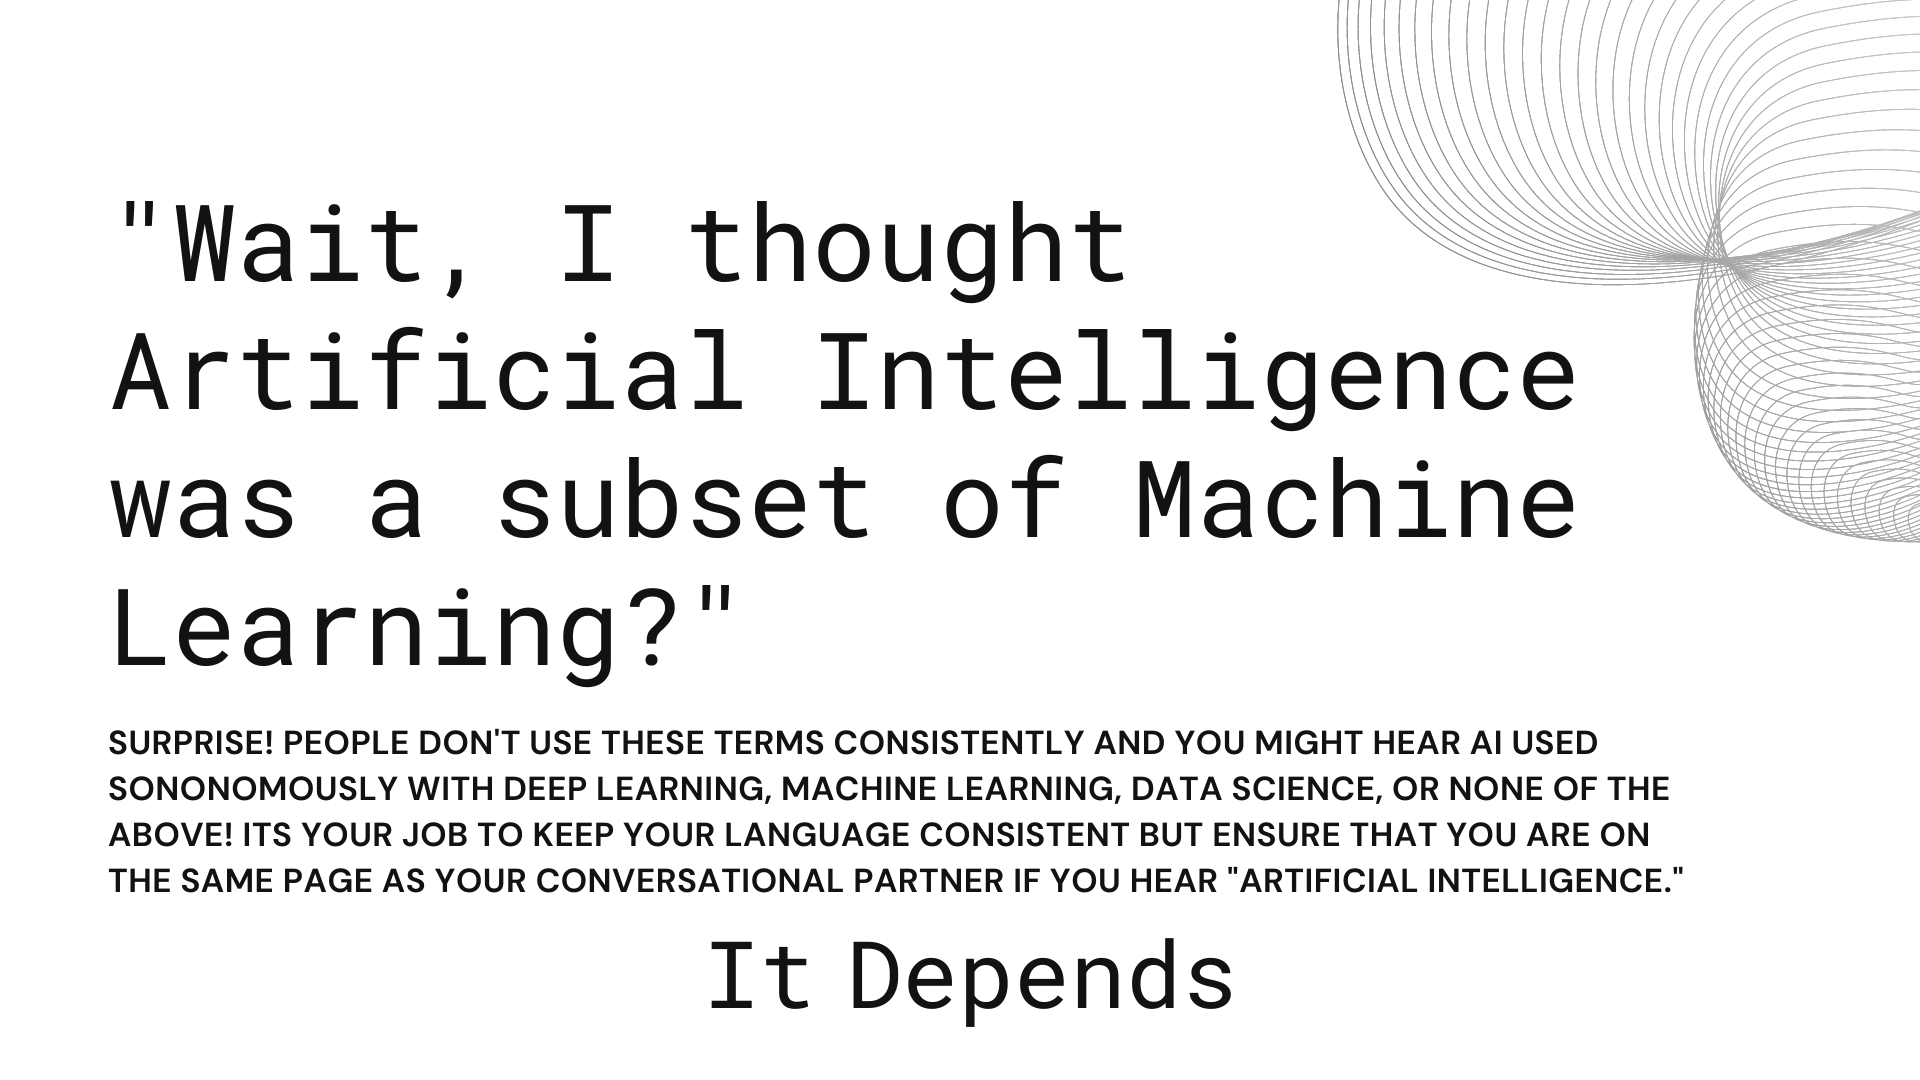 "Wait, I thought
Artificial Intelligence
was a subset of Machine
Learning?"
SURPRISE! PEOPLE DON'T USE THESE TERMS CONSISTENTLY AND YOU MIGHT HEAR AI USED
SONONOMOUSLY WITH DEEP LEARNING, MACHINE LEARNING, DATA SCIENCE, OR NONE OF THE
ABOVE! ITS YOUR JOB TO KEEP YOUR LANGUAGE CONSISTENT BUT ENSURE THAT YOU ARE ON
THE SAME PAGE AS YOUR CONVERSATIONAL PARTNER IF YOU HEAR "ARTIFICIAL INTELLIGENCE."
It Depends